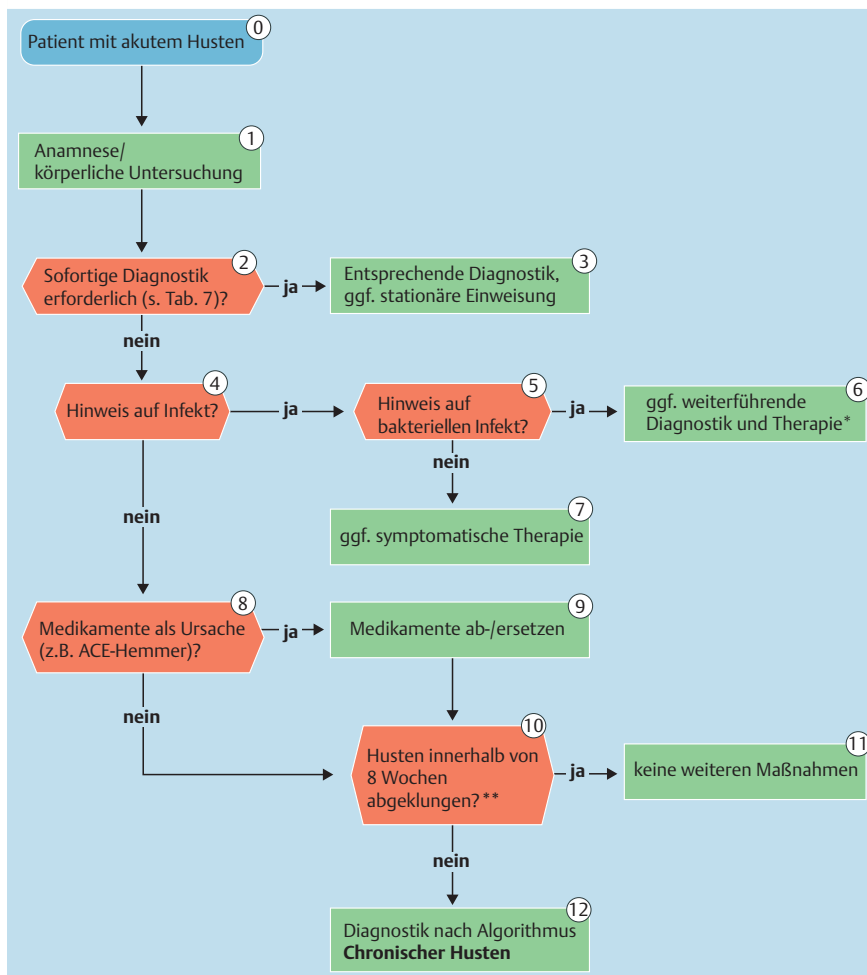 0
Patient mit akutem Husten
1
Anamnese/
körperliche Untersuchung
2
Sofortige Diagnostik
erforderlich (s. Tab. 7)?
ja
3
Entsprechende Diagnostik,
ggf. stationäre Einweisung
nein
4
Hinweis auf Infekt?
ja
5
Hinweis auf
bakteriellen Infekt?
ja
6
ggf. weiterführende
Diagnostik und Therapie*
nein
7
ggf. symptomatische Therapie
nein
8
Medikamente als Ursache
(z.B. ACE-Hemmer)?
ja
9
Medikamente ab-/ersetzen
nein
10
Husten innerhalb von
8 Wochen
abgeklungen?**
ja
11
keine weiteren Maßnahmen
nein
12
Diagnostik nach Algorithmus
Chronischer Husten